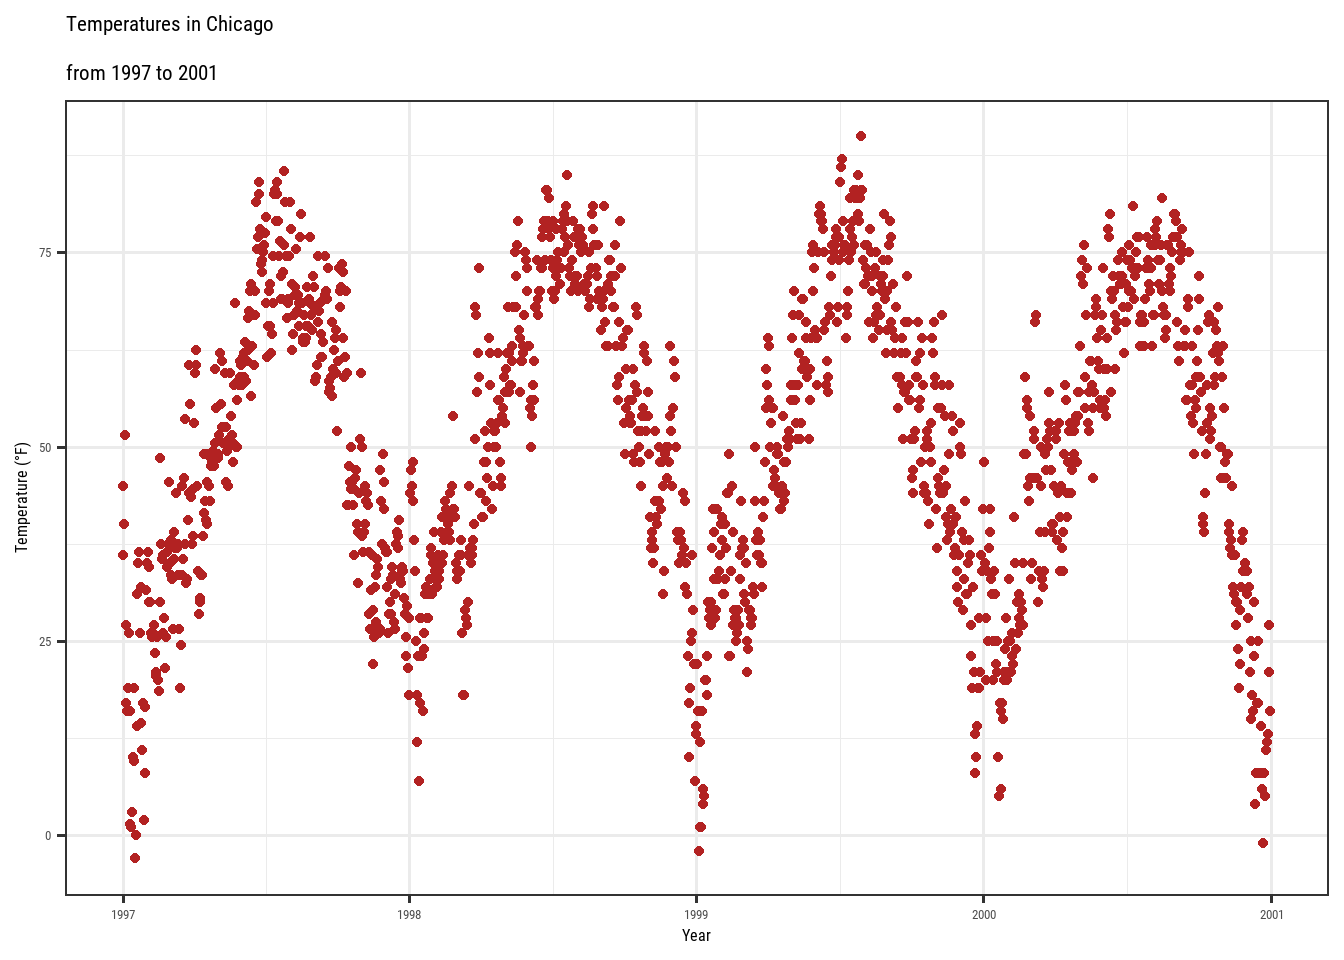 Temperatures in Chicago
from 1997 to 2001
75
50
25
0
Temperature (°F)
1997 1998 1999 2000 2001
Year